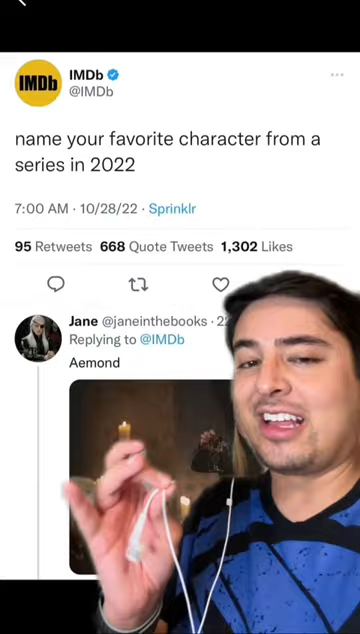 IMDb
IMDb
@IMDb
name your favorite character from a
series in 2022
7:00 AM · 10/28/22 · Sprinklr
95 Retweets 668 Quote Tweets 1,302 Likes
Jane @janeinthebooks ·
Replying to @IMDb
Aemond